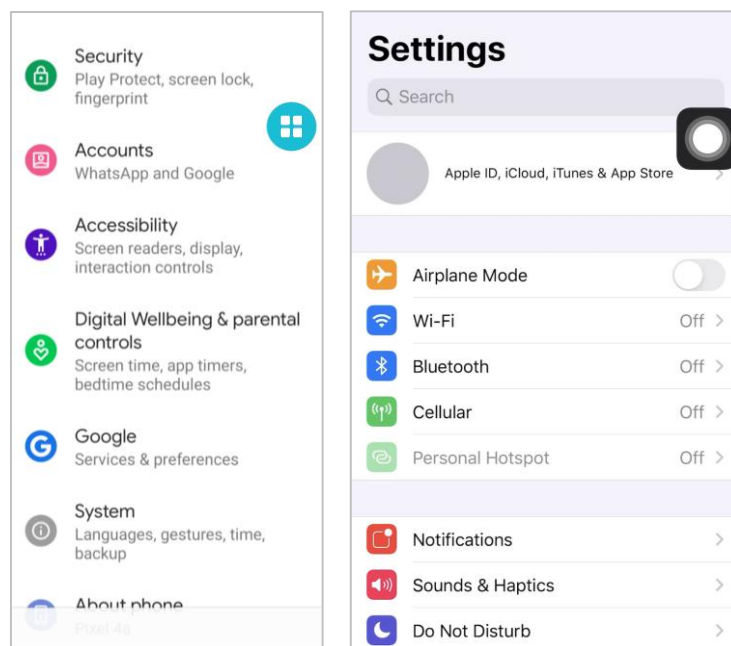 Security
Play Protect, screen lock,
fingerprint
Accounts
WhatsApp and Google
Accessibility
Screen readers, display,
interaction controls
Digital Wellbeing & parental
controls
Screen time, app timers,
bedtime schedules
Google
Services & preferences
System
Languages, gestures, time,
backup
About phone
Pixel 4a
Settings
Search
Apple ID, iCloud, iTunes & App Store
Airplane Mode
Wi-Fi Off
Bluetooth Off
Cellular Off
Personal Hotspot Off
Notifications
Sounds & Haptics
Do Not Disturb